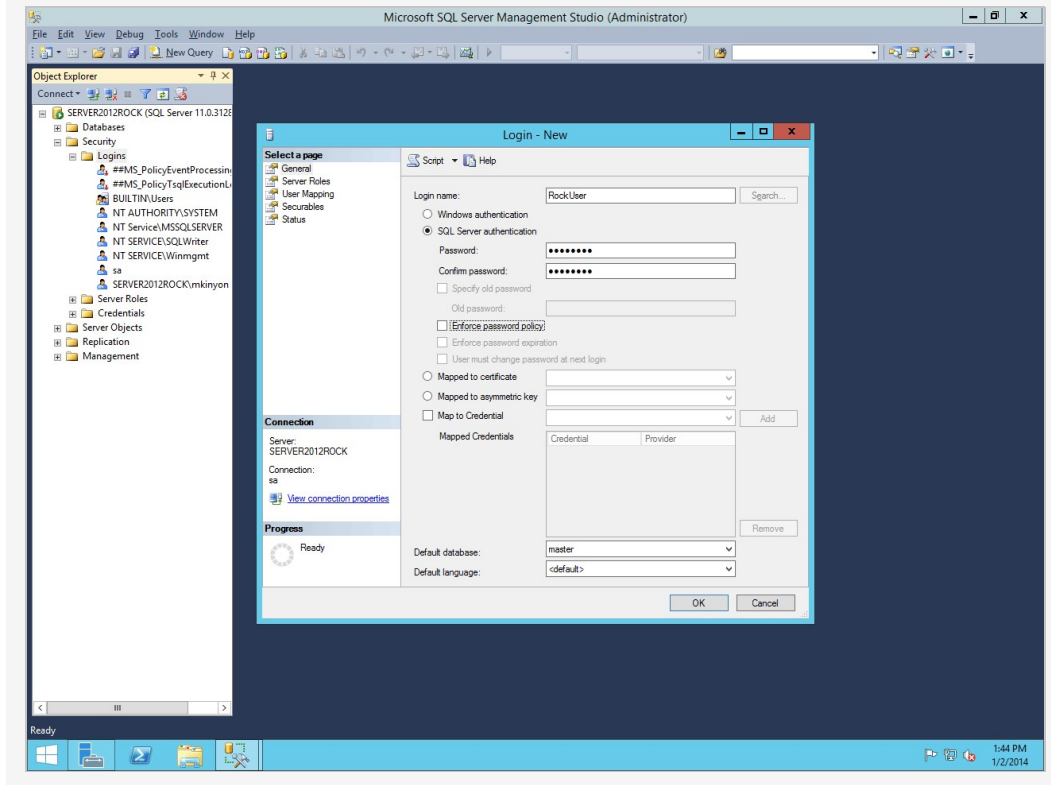 Microsoft SQL Server Management Studio (Administrator)
File Edit View Debug Tools Window Help
New Query
Object Explorer
Connect
SERVER2012ROCK (SQL Server 11.0.3128
Databases
Security
Logins
##MS_PolicyEventProcessin
##MS_PolicyTsqlExecutionL
BUILTIN\Users
NT AUTHORITY\SYSTEM
NT Service\MSSQLSERVER
NT SERVICE\SQLWriter
NT SERVICE\Winmgmt
sa
SERVER2012ROCK\mkinyon
Server Roles
Credentials
Server Objects
Replication
Management
Login - New
Select a page
General
Server Roles
User Mapping
Securables
Status
Connection
Server:
SERVER2012ROCK
Connection:
sa
View connection properties
Progress
Ready
Script Help
Login name: RockUser Search...
Windows authentication
SQL Server authentication
Password: ••••••••
Confirm password: ••••••••
Specify old password
Old password:
Enforce password policy
Enforce password expiration
User must change password at next login
Mapped to certificate
Mapped to asymmetric key
Map to Credential Add
Mapped Credentials Credential Provider
Remove
Default database: master
Default language: <default>
OK Cancel
Ready
1:44 PM
1/2/2014